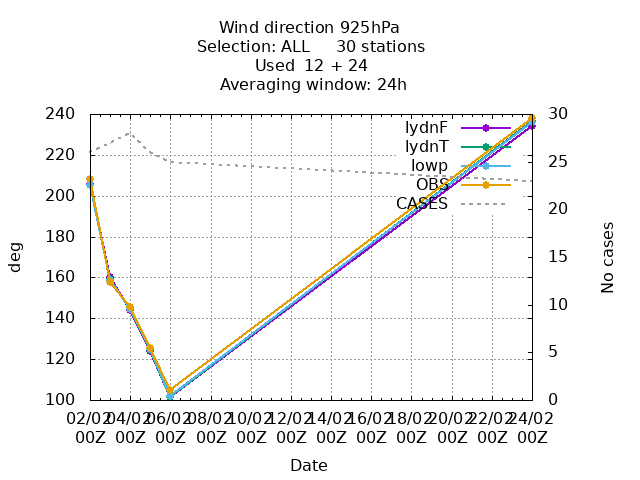 Wind direction 925hPa
Selection: ALL 30 stations
Used 12 + 24
Averaging window: 24h
240
220
200
180
160
140
120
100
deg
30
25
20
15
10
5
0
No cases
lydnF
lydnT
lowp
OBS
CASES
02/02 04/02 06/02 08/02 10/02 12/02 14/02 16/02 18/02 20/02 22/02 24/02
00Z 00Z 00Z 00Z 00Z 00Z 00Z 00Z 00Z 00Z 00Z 00Z
Date